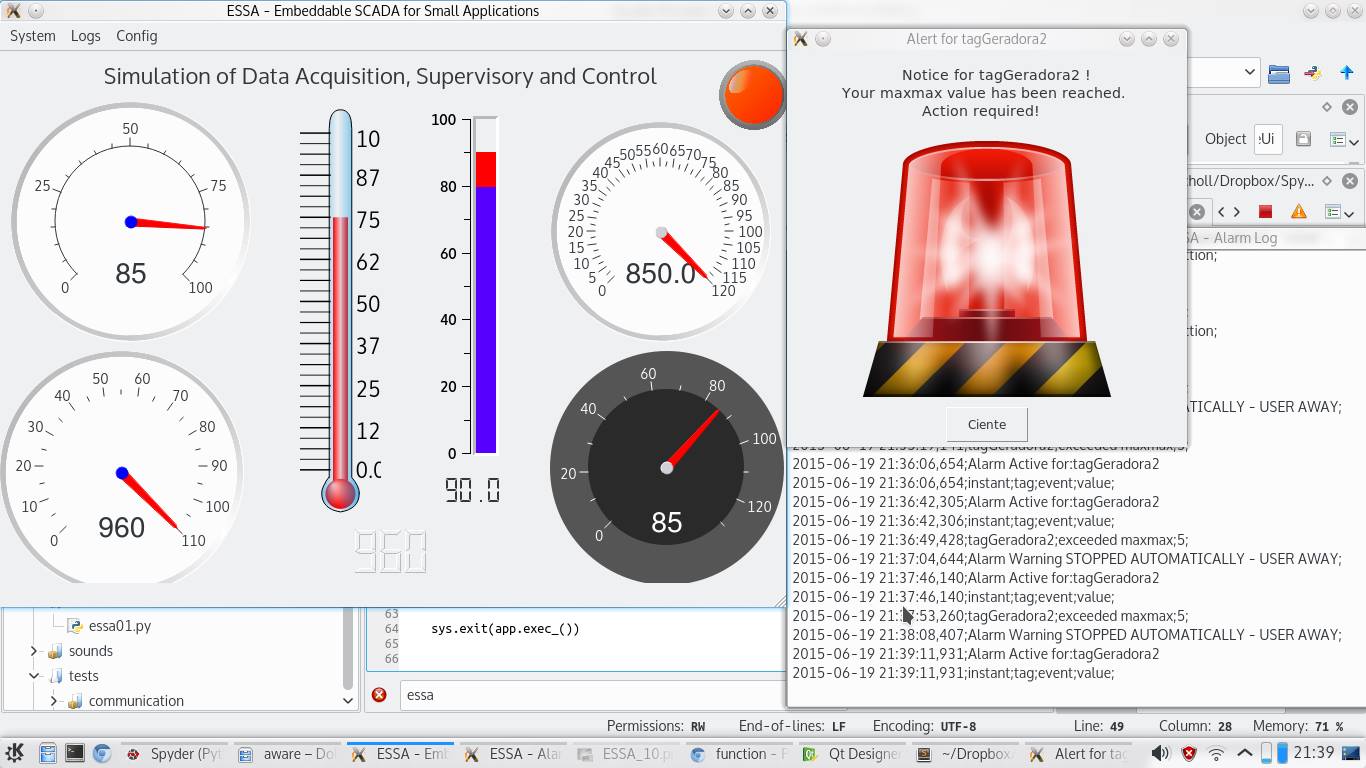 ESSA - Embeddable SCADA for Small Applications
System Logs Config
Simulation of Data Acquisition, Supervisory and Control
0 25 50 75 100
85
10
87
75
62
50
37
25
12
0.0
100
80
60
40
20
0
90.0
0 5 10 15 20 25 30 35 40 45 50 55 60 65 70 75 80 85 90 95 100 105 110 115 120
850.0
0 10 20 30 40 50 60 70 80 90 100 110
960
960
0 20 40 60 80 100 120
85
Alert for tagGeradora2
Notice for tagGeradora2 !
Your maxmax value has been reached.
Action required!
Ciente
Object
:Ui
choll/Dropbox/Spy...
SA - Alarm Log
ction;
ction;
MATICALLY - USER AWAY;
2015-06-19 21:36:06,654;Alarm Active for:tagGeradora2
2015-06-19 21:36:06,654;instant;tag;event;value;
2015-06-19 21:36:42,305;Alarm Active for:tagGeradora2
2015-06-19 21:36:42,306;instant;tag;event;value;
2015-06-19 21:36:49,428;tagGeradora2;exceeded maxmax;5;
2015-06-19 21:37:04,644;Alarm Warning STOPPED AUTOMATICALLY - USER AWAY;
2015-06-19 21:37:46,140;Alarm Active for:tagGeradora2
2015-06-19 21:37:46,140;instant;tag;event;value;
2015-06-19 21:37:53,260;tagGeradora2;exceeded maxmax;5;
2015-06-19 21:38:08,407;Alarm Warning STOPPED AUTOMATICALLY - USER AWAY;
2015-06-19 21:39:11,931;Alarm Active for:tagGeradora2
2015-06-19 21:39:11,931;instant;tag;event;value;
essa01.py
sounds
tests
communication
63
64 sys.exit(app.exec_())
65
66
essa
Permissions: RW End-of-lines: LF Encoding: UTF-8 Line: 49 Column: 28 Memory: 71 %
Spyder (Pyt
aware – Dol
ESSA - Emb
ESSA - Alar
ESSA_10.p
function - P
Qt Designe
~/Dropbox
Alert for tag
21:39